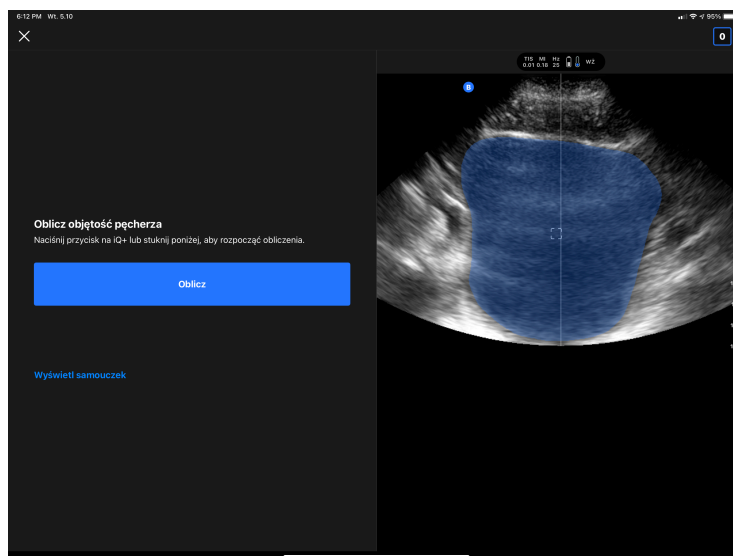 6:12 PM Wt. 5.10
95%
0
TIS MI Hz
0.01 0.18 25 WŻ
B
Oblicz objętość pęcherza
Naciśnij przycisk na iQ+ lub stuknij poniżej, aby rozpocząć obliczenia.
Oblicz
Wyświetl samouczek